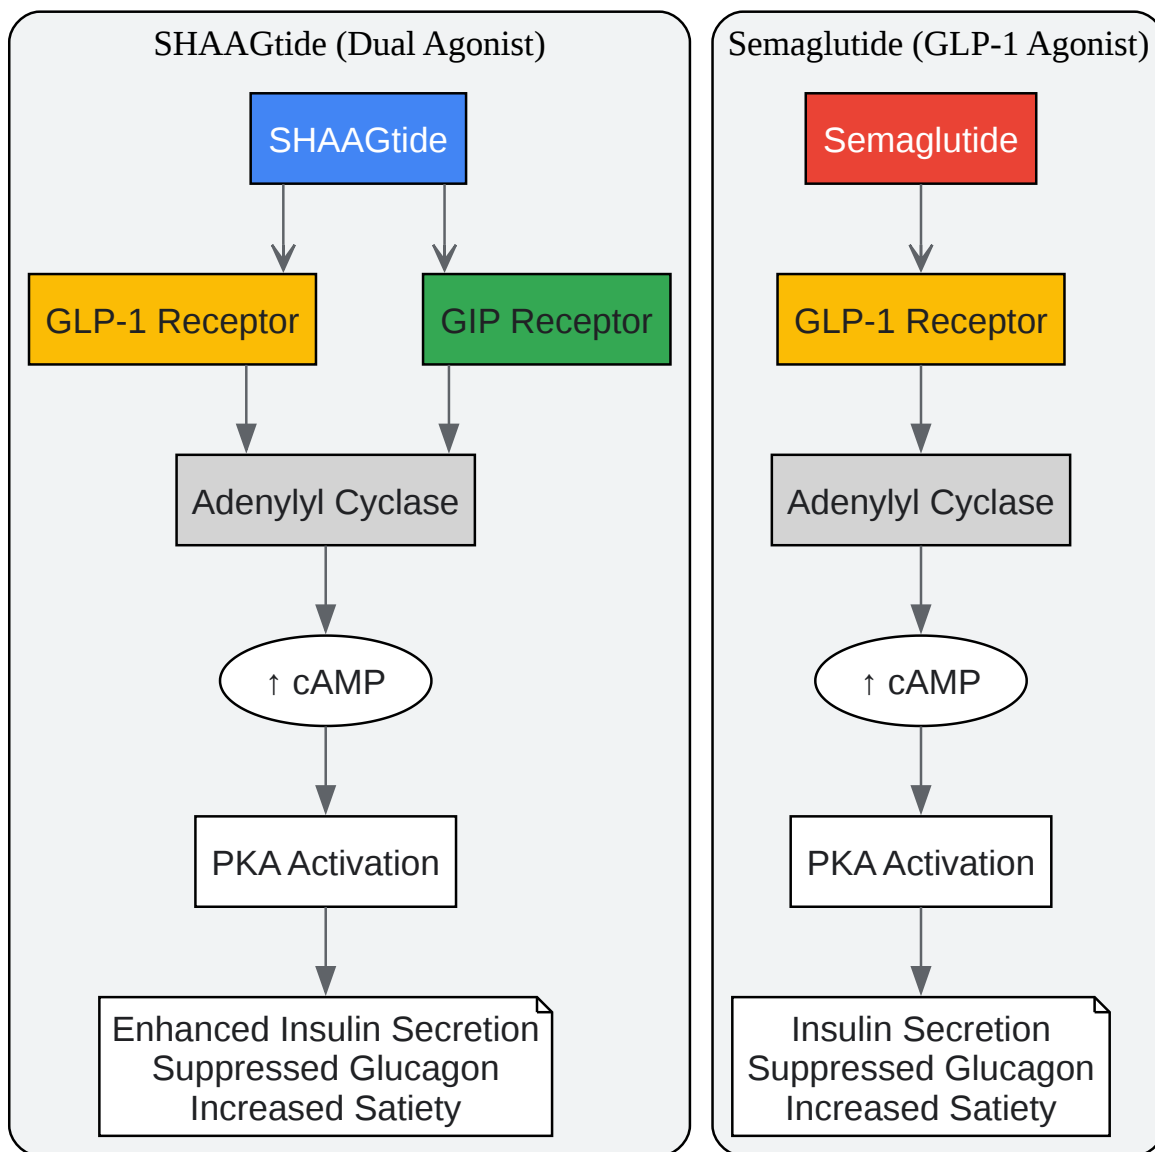 SHAAGtide (Dual Agonist)
SHAAGtide
GLP-1 Receptor
GIP Receptor
Adenylyl Cyclase
↑ cAMP
PKA Activation
Enhanced Insulin Secretion
Suppressed Glucagon
Increased Satiety
Semaglutide (GLP-1 Agonist)
Semaglutide
GLP-1 Receptor
Adenylyl Cyclase
↑ cAMP
PKA Activation
Insulin Secretion
Suppressed Glucagon
Increased Satiety